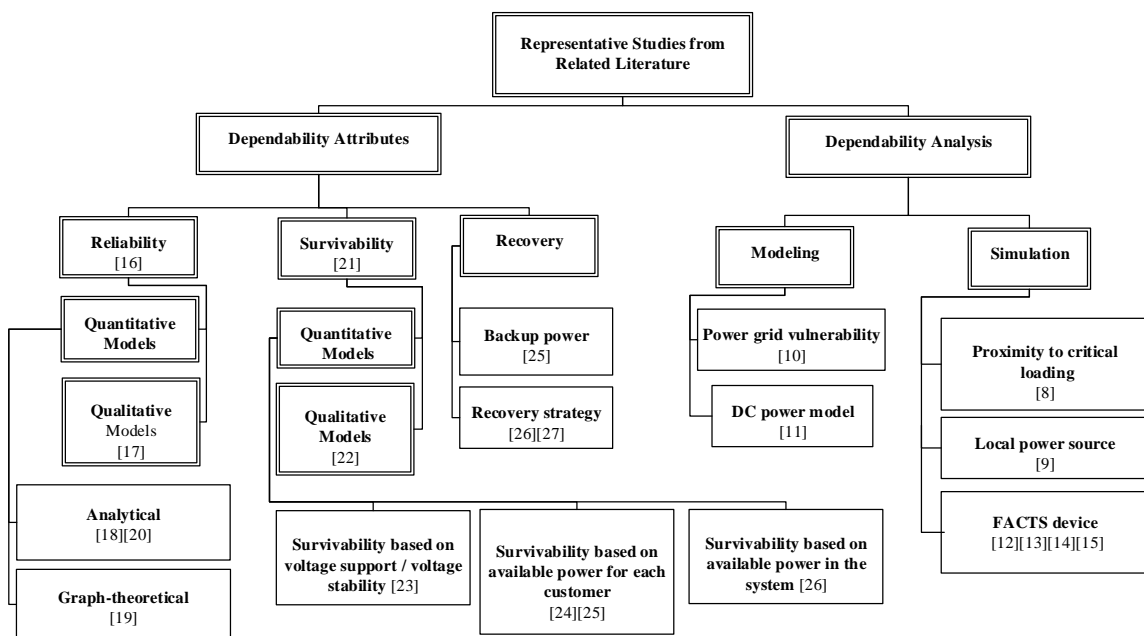 Representative Studies from
Related Literature
Dependability Attributes
Dependability Analysis
Reliability
[16]
Survivability
[21]
Recovery
Modeling
Simulation
Quantitative
Models
Qualitative
Models
[17]
Analytical
[18][20]
Graph-theoretical
[19]
Quantitative
Models
Qualitative
Models
[22]
Survivability based on
voltage support / voltage
stability [23]
Survivability based on
available power for each
customer
[24][25]
Survivability based on
available power in the
system [26]
Backup power
[25]
Recovery strategy
[26][27]
Power grid vulnerability
[10]
DC power model
[11]
Proximity to critical
loading
[8]
Local power source
[9]
FACTS device
[12][13][14][15]